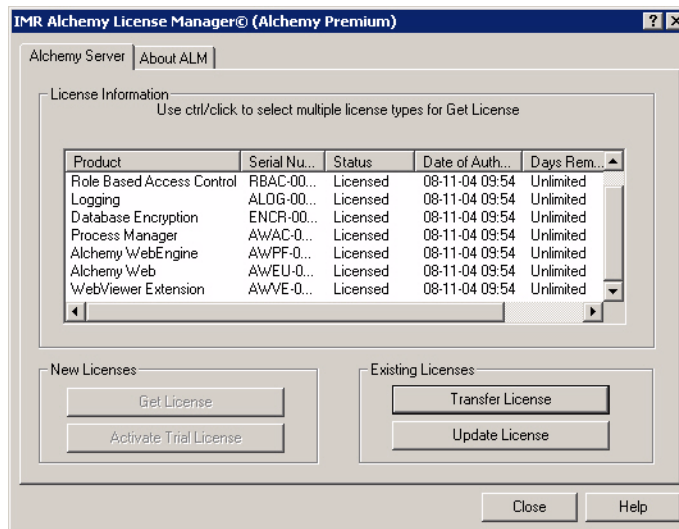 IMR Alchemy License Manager© (Alchemy Premium)
Alchemy Server About ALM
License Information
Use ctrl/click to select multiple license types for Get License
Product Serial Nu... Status Date of Auth... Days Rem...
Role Based Access Control RBAC-00... Licensed 08-11-04 09:54 Unlimited
Logging ALOG-00... Licensed 08-11-04 09:54 Unlimited
Database Encryption ENCR-00... Licensed 08-11-04 09:54 Unlimited
Process Manager AWAC-0... Licensed 08-11-04 09:54 Unlimited
Alchemy WebEngine AWPF-0... Licensed 08-11-04 09:54 Unlimited
Alchemy Web AWEU-0... Licensed 08-11-04 09:54 Unlimited
WebViewer Extension AWVE-0... Licensed 08-11-04 09:54 Unlimited
New Licenses Existing Licenses
Get License Transfer License
Activate Trial License Update License
Close Help